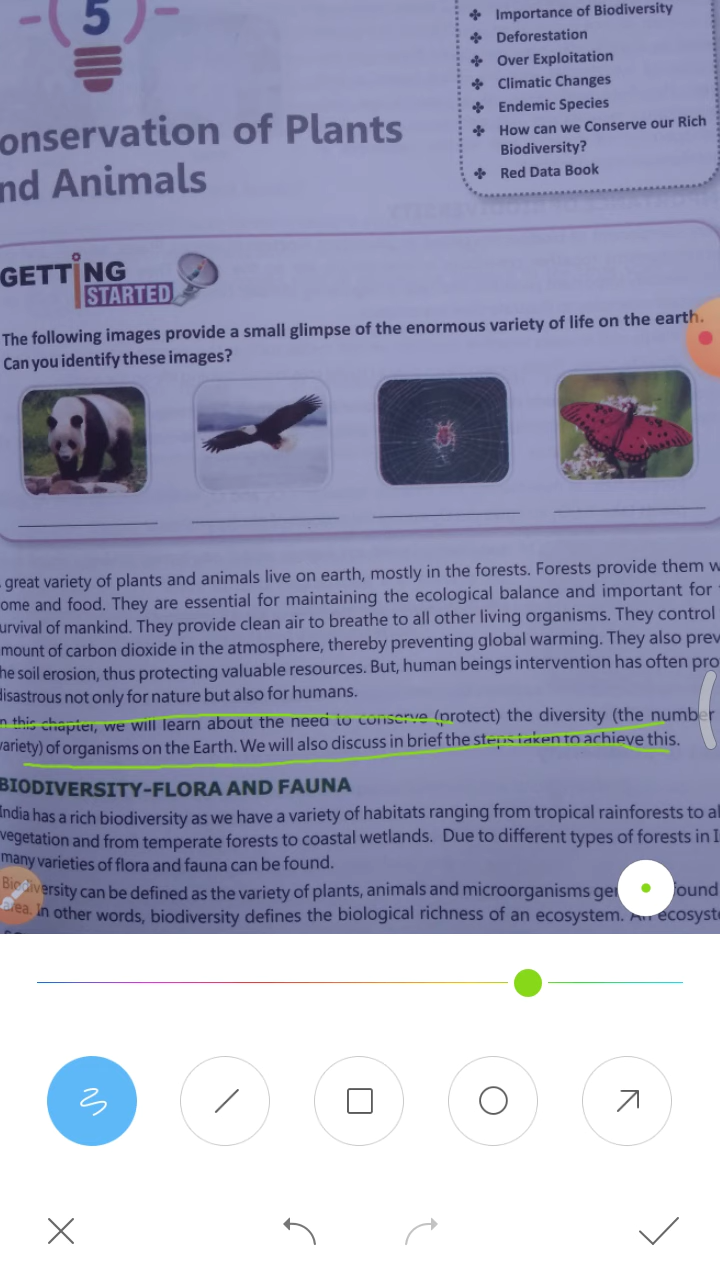 5
onservation of Plants
nd Animals
Importance of Biodiversity
Deforestation
Over Exploitation
Climatic Changes
Endemic Species
How can we Conserve our Rich
Biodiversity?
Red Data Book
GETTING
STARTED
The following images provide a small glimpse of the enormous variety of life on the earth.
Can you identify these images?
great variety of plants and animals live on earth, mostly in the forests. Forests provide them w
ome and food. They are essential for maintaining the ecological balance and important for
urvival of mankind. They provide clean air to breathe to all other living organisms. They control
mount of carbon dioxide in the atmosphere, thereby preventing global warming. They also prev
he soil erosion, thus protecting valuable resources. But, human beings intervention has often pro
disastrous not only for nature but also for humans.
n this chapter, we will learn about the need to conserve (protect) the diversity (the number
variety) of organisms on the Earth. We will also discuss in brief the steps taken to achieve this.
BIODIVERSITY-FLORA AND FAUNA
India has a rich biodiversity as we have a variety of habitats ranging from tropical rainforests to al
vegetation and from temperate forests to coastal wetlands. Due to different types of forests in I
many varieties of flora and fauna can be found.
Biodiversity can be defined as the variety of plants, animals and microorganisms ge ound
area. In other words, biodiversity defines the biological richness of an ecosystem. An ecosyste